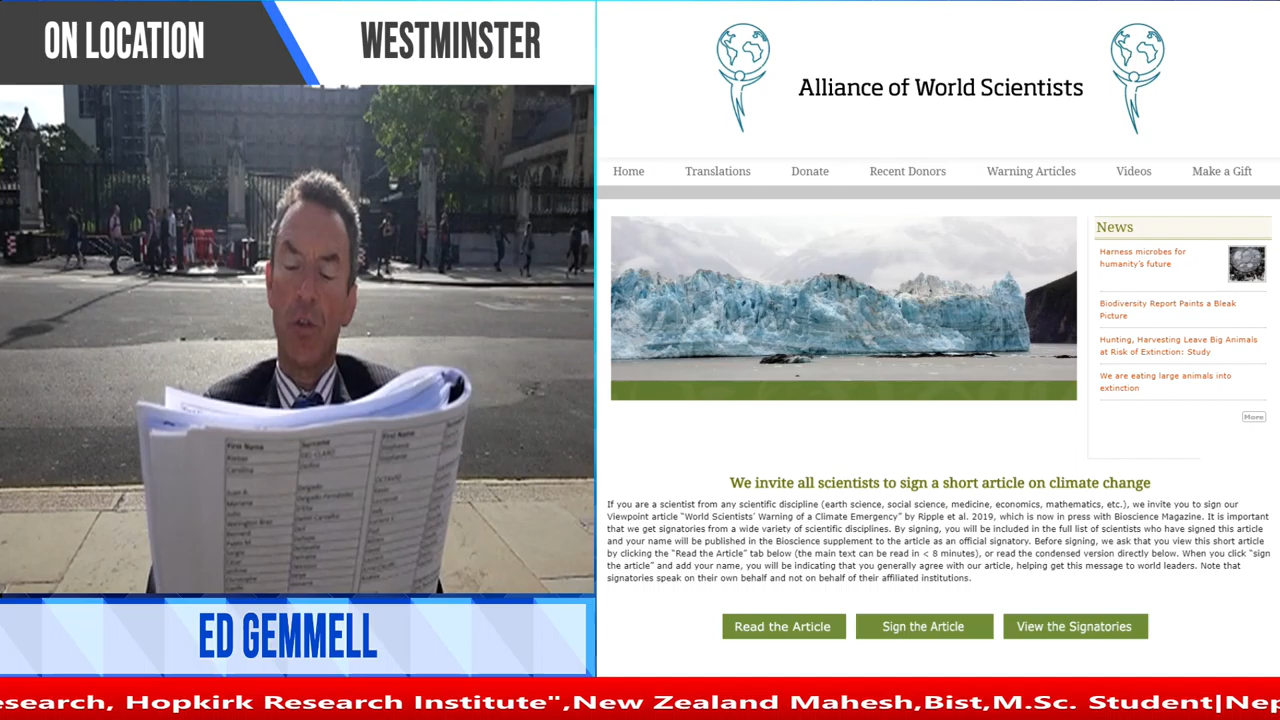 ON LOCATION
WESTMINSTER
First Name Surname First Name
Carolina
Juan A. Delgado
ED GEMMELL
Alliance of World Scientists
Home Translations Donate Recent Donors Warning Articles Videos Make a Gift
News
Harness microbes for
humanity's future
Biodiversity Report Paints a Bleak
Picture
Hunting, Harvesting Leave Big Animals
at Risk of Extinction: Study
We are eating large animals into
extinction
More
We invite all scientists to sign a short article on climate change
If you are a scientist from any scientific discipline (earth science, social science, medicine, economics, mathematics, etc.), we invite you to sign our
Viewpoint article "World Scientists' Warning of a Climate Emergency" by Ripple et al. 2019, which is now in press with Bioscience Magazine. It is important
that we get signatories from a wide variety of scientific disciplines. By signing, you will be included in the full list of scientists who have signed this article
and your name will be published in the Bioscience supplement to the article as an official signatory. Before signing, we ask that you view this short article
by clicking the "Read the Article" tab below (the main text can be read in < 8 minutes), or read the condensed version directly below. When you click "sign
the article" and add your name, you will be indicating that you generally agree with our article, helping get this message to world leaders. Note that
signatories speak on their own behalf and not on behalf of their affiliated institutions.
Read the Article Sign the Article View the Signatories
esearch, Hopkirk Research Institute",New Zealand Mahesh,Bist,M.Sc. Student|Nep